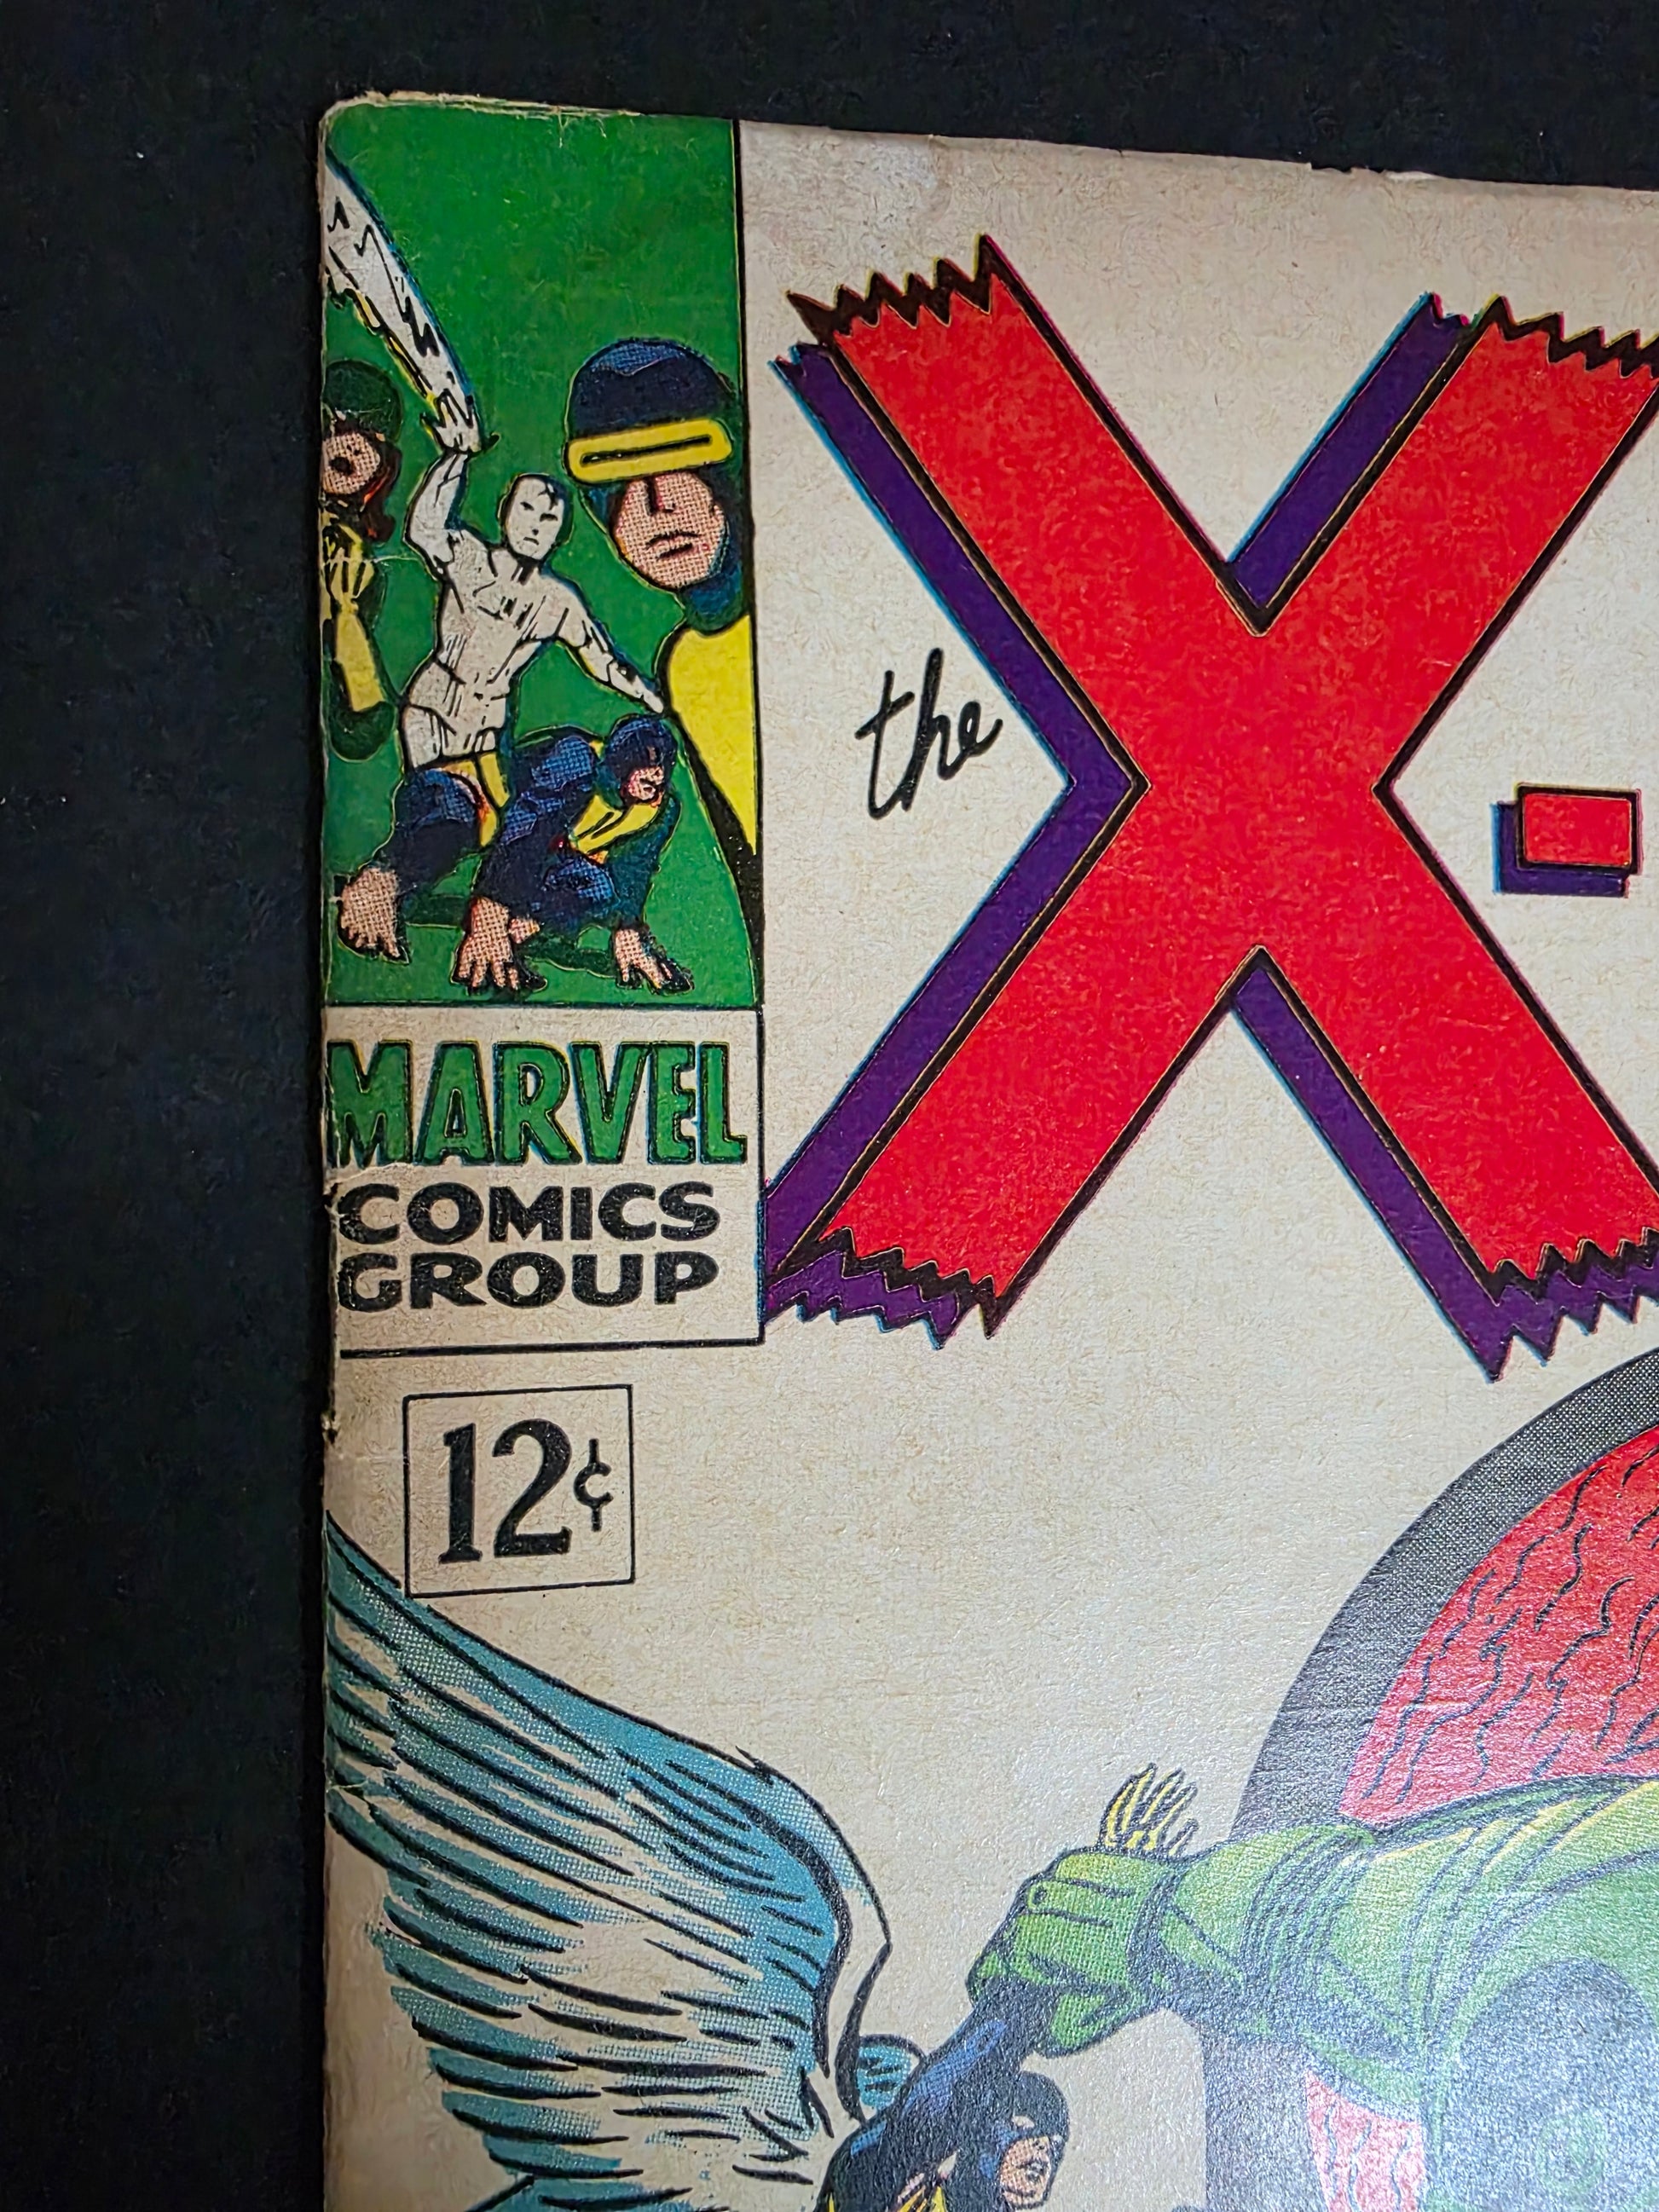 the X-
MARVEL
COMICS
GROUP
12¢